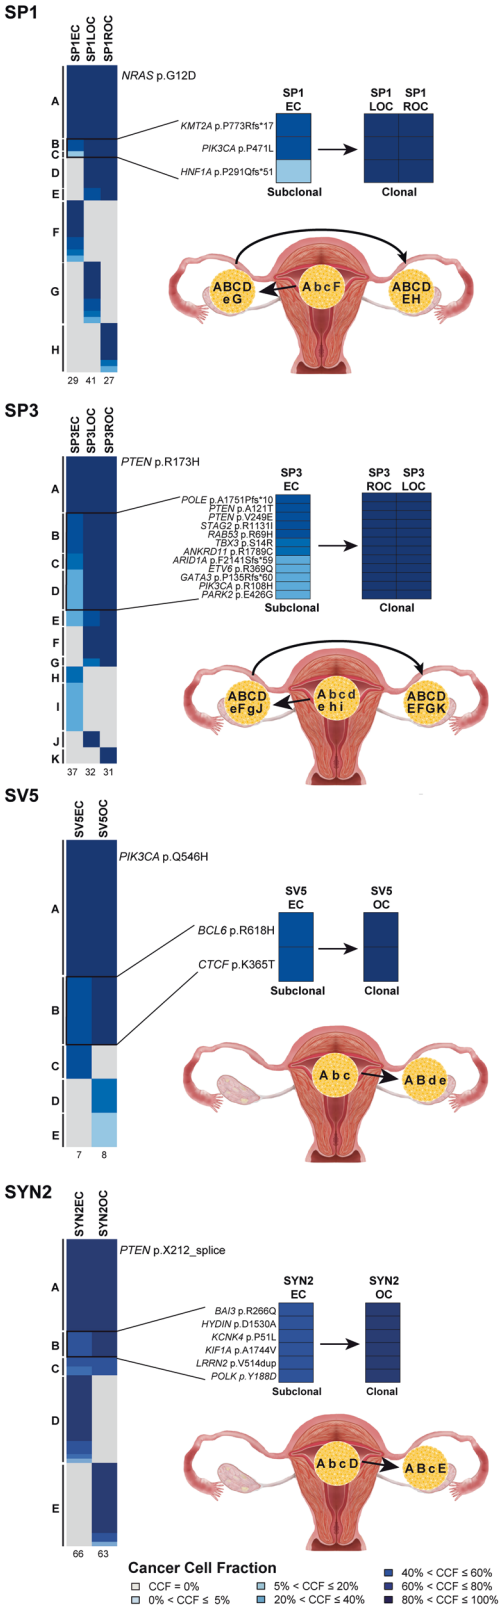 SP1
SP1EC SP1LOC SP1ROC
NRAS p.G12D
A
B
C
D
E
F
G
H
29 41 27
KMT2A p.P773Rfs*17
PIK3CA p.P471L
HNF1A p.P291Qfs*51
SP1 EC
SP1 LOC
SP1 ROC
Subclonal
Clonal
ABCD
eG
AbcF
ABCD
EH
SP3
SP3EC SP3LOC SP3ROC
PTEN p.R173H
A
B
C
D
E
F
G
H
I
J
K
37 32 31
POLE p.A1751Pfs*10
PTEN p.A121T
PTEN p.V249E
STAG2 p.R1131I
RAB53 p.R69H
TBX3 p.S14R
ANKRD11 p.R1789C
ARID1A p.F2141Sfs*59
ETV6 p.R369Q
GATA3 p.P135Rfs*60
PIK3CA p.R108H
PARK2 p.E426G
SP3 EC
SP3 ROC
SP3 LOC
Subclonal
Clonal
ABCD
eFgJ
Abcd
ehi
ABCD
EFGK
SV5
SV5EC SV5OC
PIK3CA p.Q546H
A
B
C
D
E
7 8
BCL6 p.R618H
CTCF p.K365T
SV5 EC
SV5 OC
Subclonal
Clonal
Abc
ABde
SYN2
SYN2EC SYN2OC
PTEN p.X212_splice
A
B
C
D
E
66 63
BAI3 p.R266Q
HYDIN p.D1530A
KCNK4 p.P51L
KIF1A p.A1744V
LRRN2 p.V514dup
POLK p.Y188D
SYN2 EC
SYN2 OC
Subclonal
Clonal
AbcD
ABcE
Cancer Cell Fraction
CCF = 0%
0% < CCF ≤ 5%
5% < CCF ≤ 20%
20% < CCF ≤ 40%
40% < CCF ≤ 60%
60% < CCF ≤ 80%
80% < CCF ≤ 100%